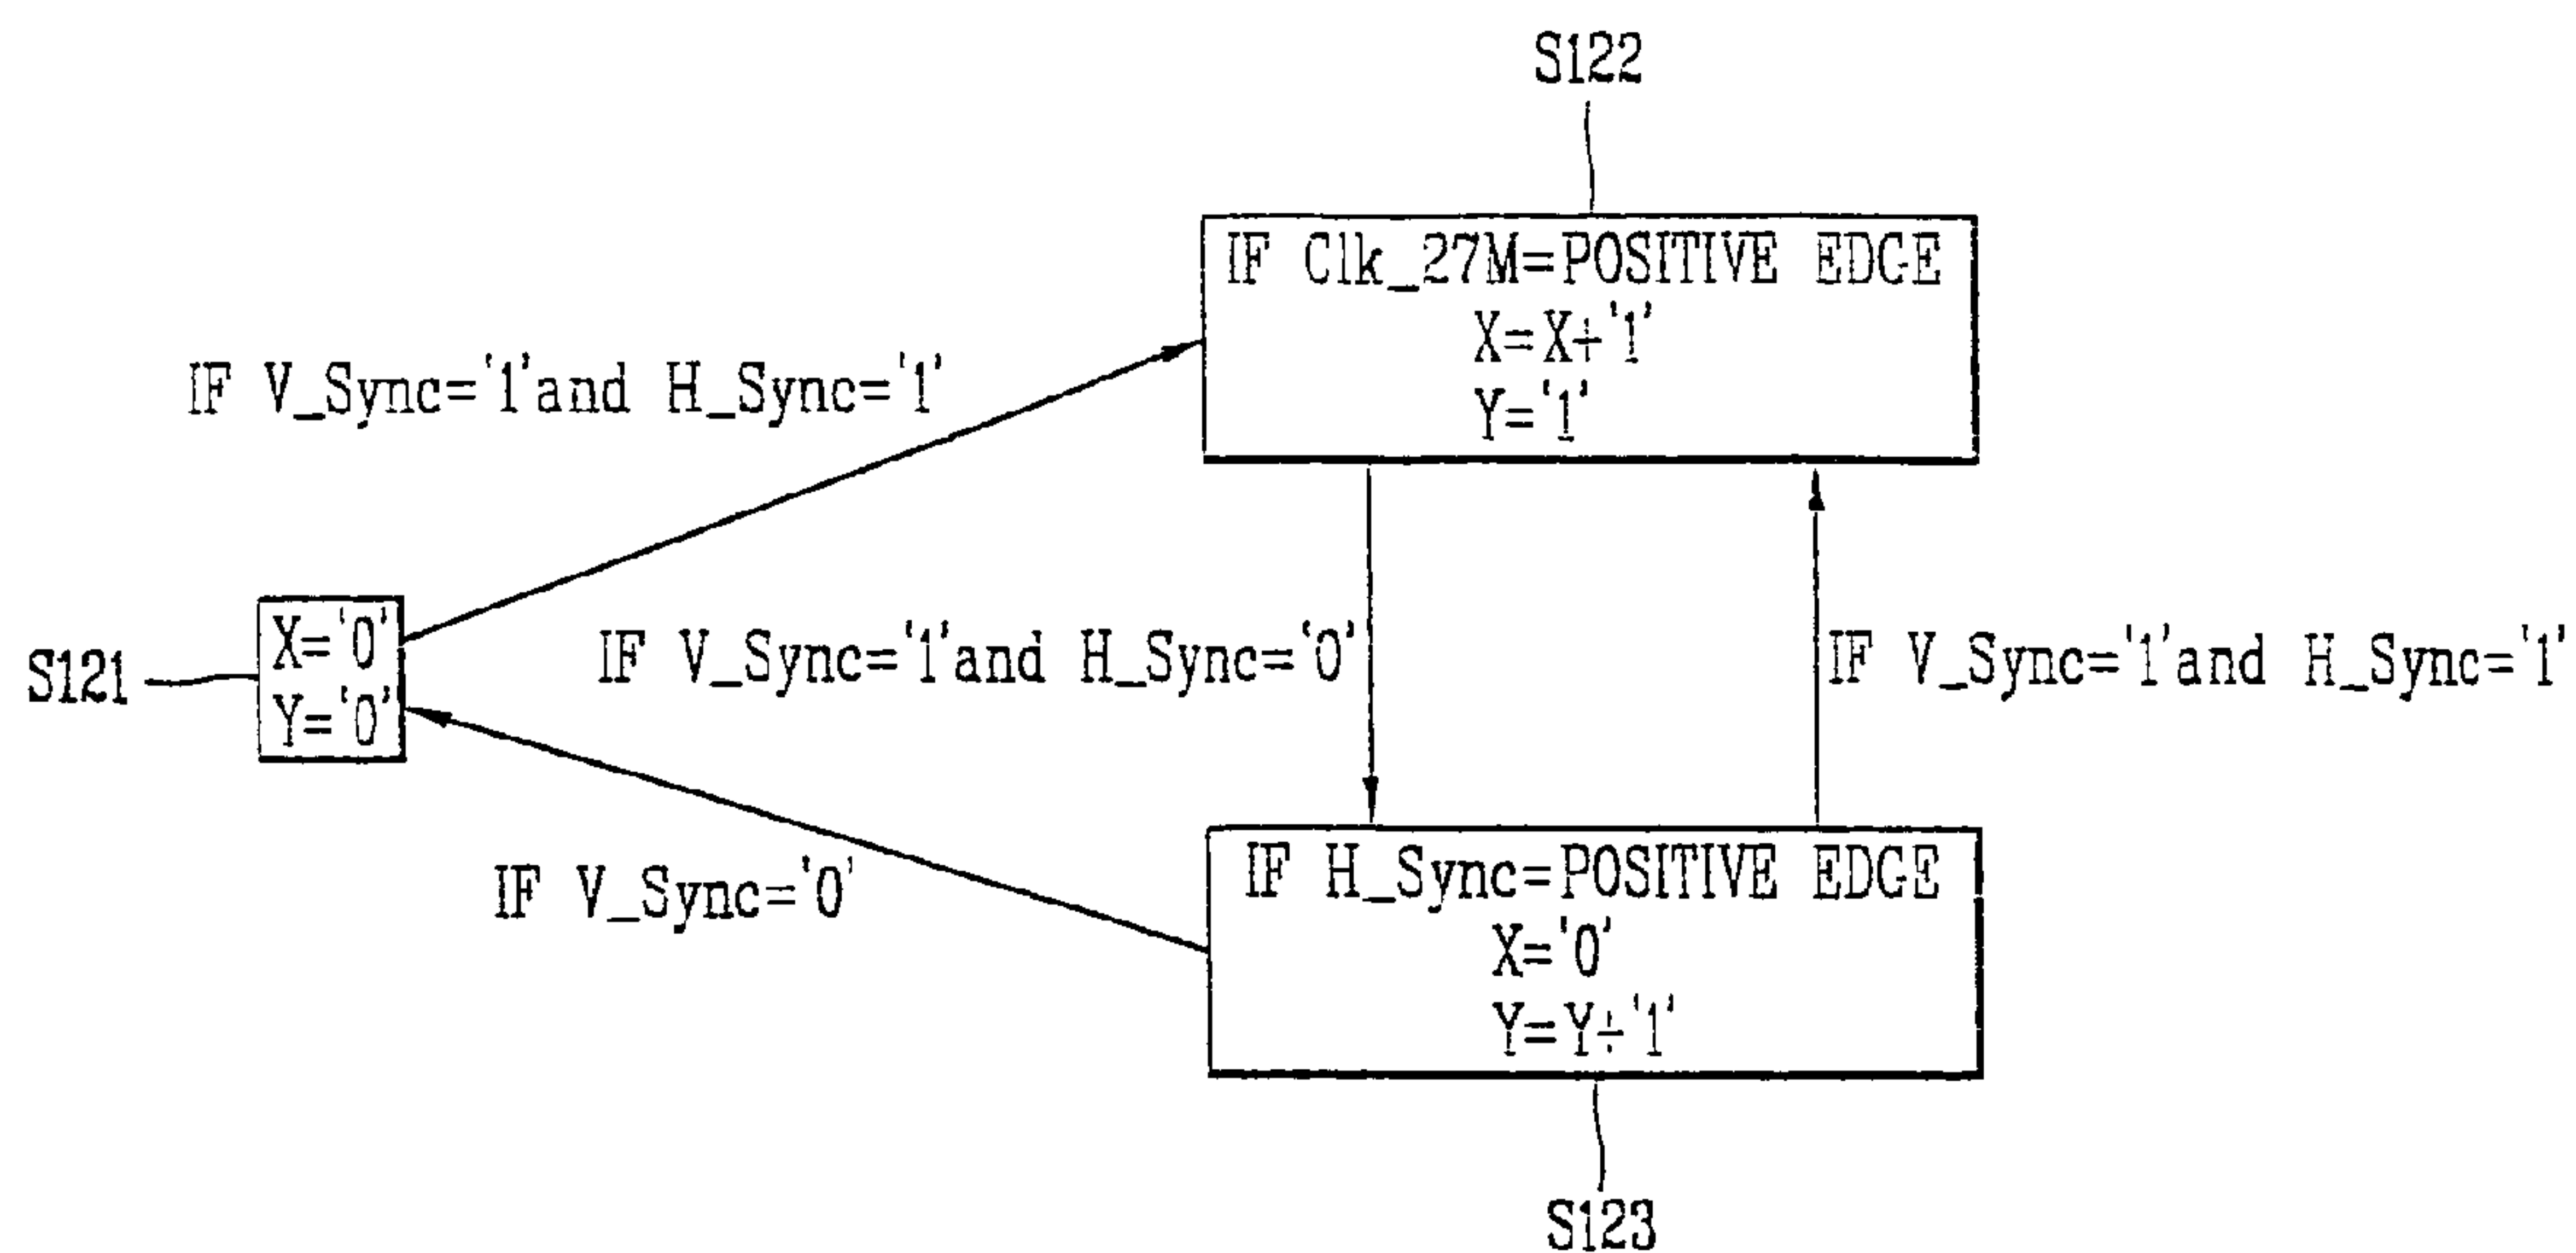 S122
IF Clk_27M=POSITIVE EDGE
X=X+'1'
Y='1'
IF V_Sync='1'and H_Sync='1'
S121
X='0'
Y='0'
IF V_Sync='1'and H_Sync='0'
IF V_Sync='1'and H_Sync='1'
IF V_Sync='0'
IF H_Sync=POSITIVE EDGE
X='0'
Y=Y+'1'
S123